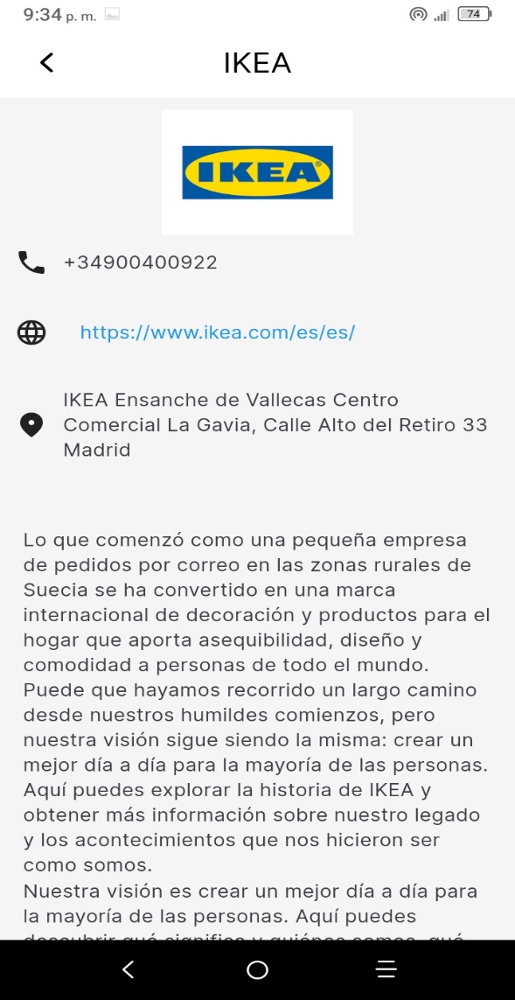 9:34 p. m.
74
IKEA
IKEA®
+34900400922
https://www.ikea.com/es/es/
IKEA Ensanche de Vallecas Centro
Comercial La Gavia, Calle Alto del Retiro 33
Madrid
Lo que comenzó como una pequeña empresa
de pedidos por correo en las zonas rurales de
Suecia se ha convertido en una marca
internacional de decoración y productos para el
hogar que aporta asequibilidad, diseño y
comodidad a personas de todo el mundo.
Puede que hayamos recorrido un largo camino
desde nuestros humildes comienzos, pero
nuestra visión sigue siendo la misma: crear un
mejor día a día para la mayoría de las personas.
Aquí puedes explorar la historia de IKEA y
obtener más información sobre nuestro legado
y los acontecimientos que nos hicieron ser
como somos.
Nuestra visión es crear un mejor día a día para
la mayoría de las personas. Aquí puedes
descubrir qué significa y quiénes somos, qué